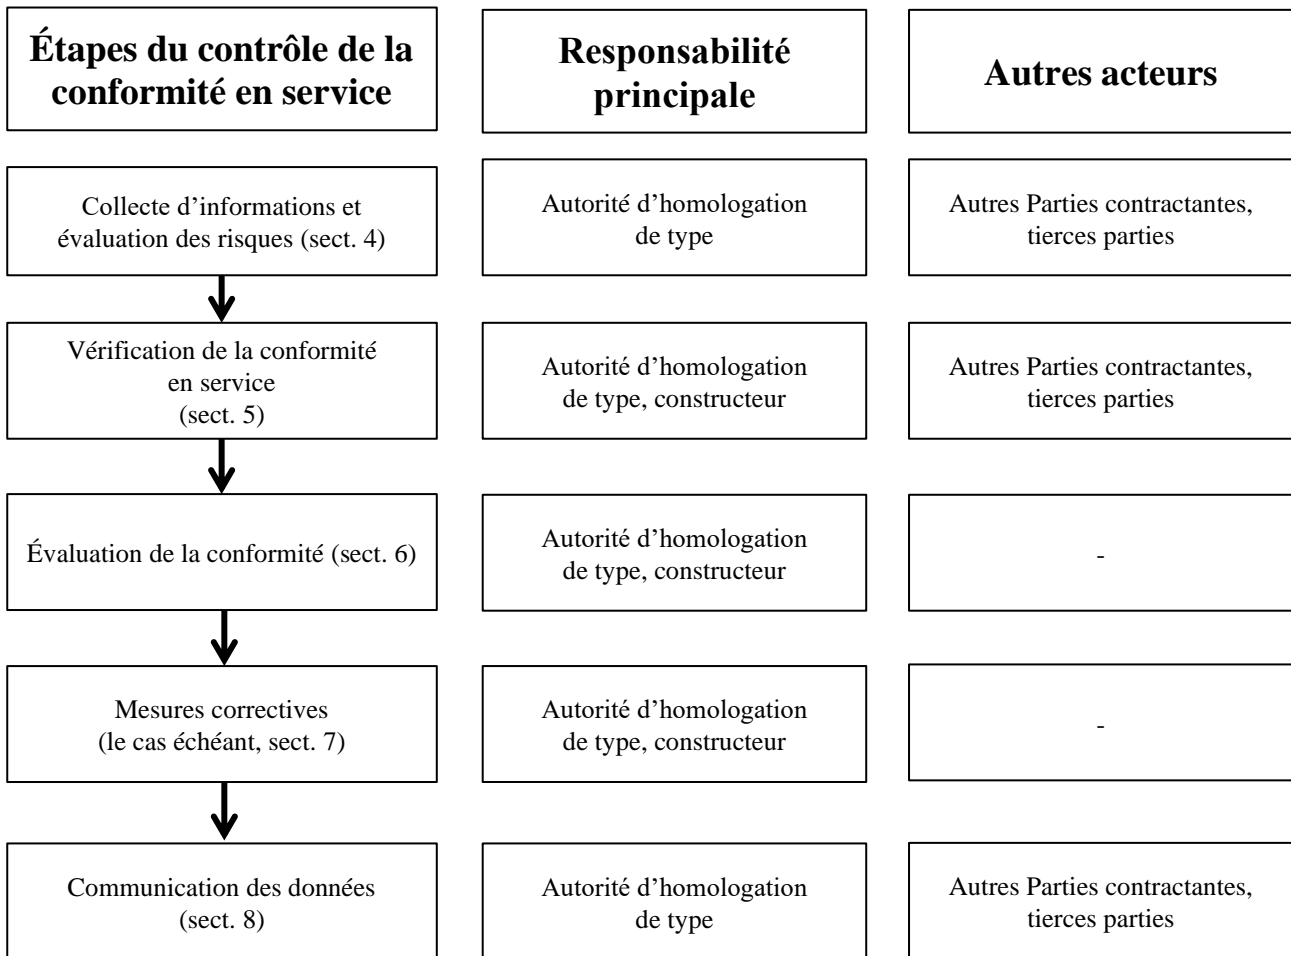 Étapes du contrôle de la
conformité en service
Responsabilité
principale
Autres acteurs
Collecte d’informations et
évaluation des risques (sect. 4)
Autorité d’homologation
de type
Autres Parties contractantes,
tierces parties
Vérification de la conformité
en service
(sect. 5)
Autorité d’homologation
de type, constructeur
Autres Parties contractantes,
tierces parties
Évaluation de la conformité (sect. 6)
Autorité d’homologation
de type, constructeur
-
Mesures correctives
(le cas échéant, sect. 7)
Autorité d’homologation
de type, constructeur
-
Communication des données
(sect. 8)
Autorité d’homologation
de type
Autres Parties contractantes,
tierces parties